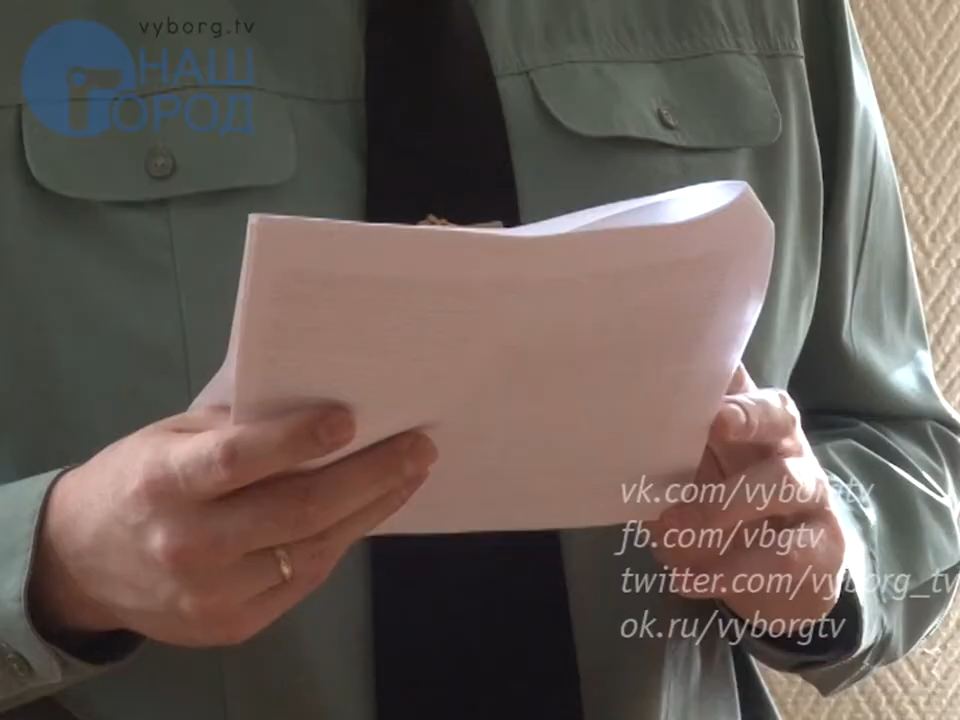 vyborg.tv
НАШ
ГОРОД
vk.com/vyborgtv
fb.com/vbgtv
twitter.com/vyborg_tv
ok.ru/vyborgtv